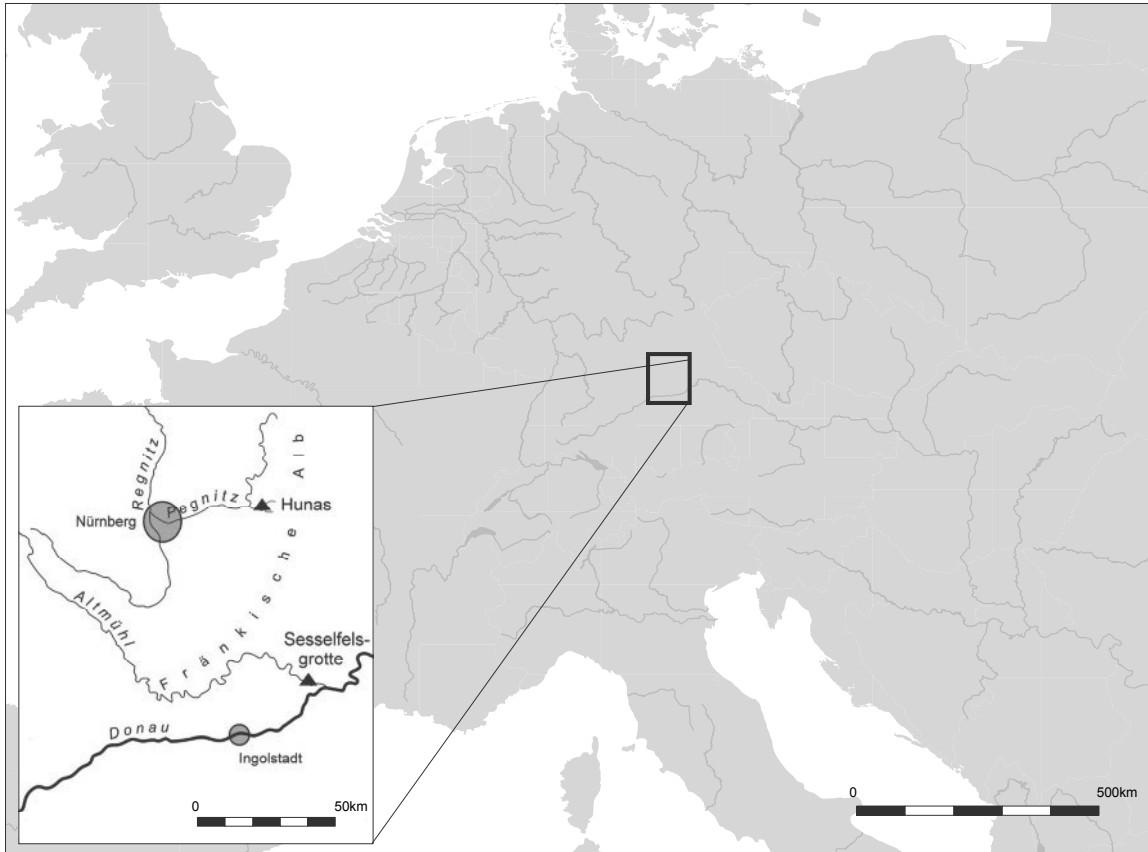 Regnitz
Pegnitz
Nürnberg
Hunas
Fränkische Alb
Altmühl
Sesselfels-
grotte
Donau
Ingolstadt
0 50km
0 500km